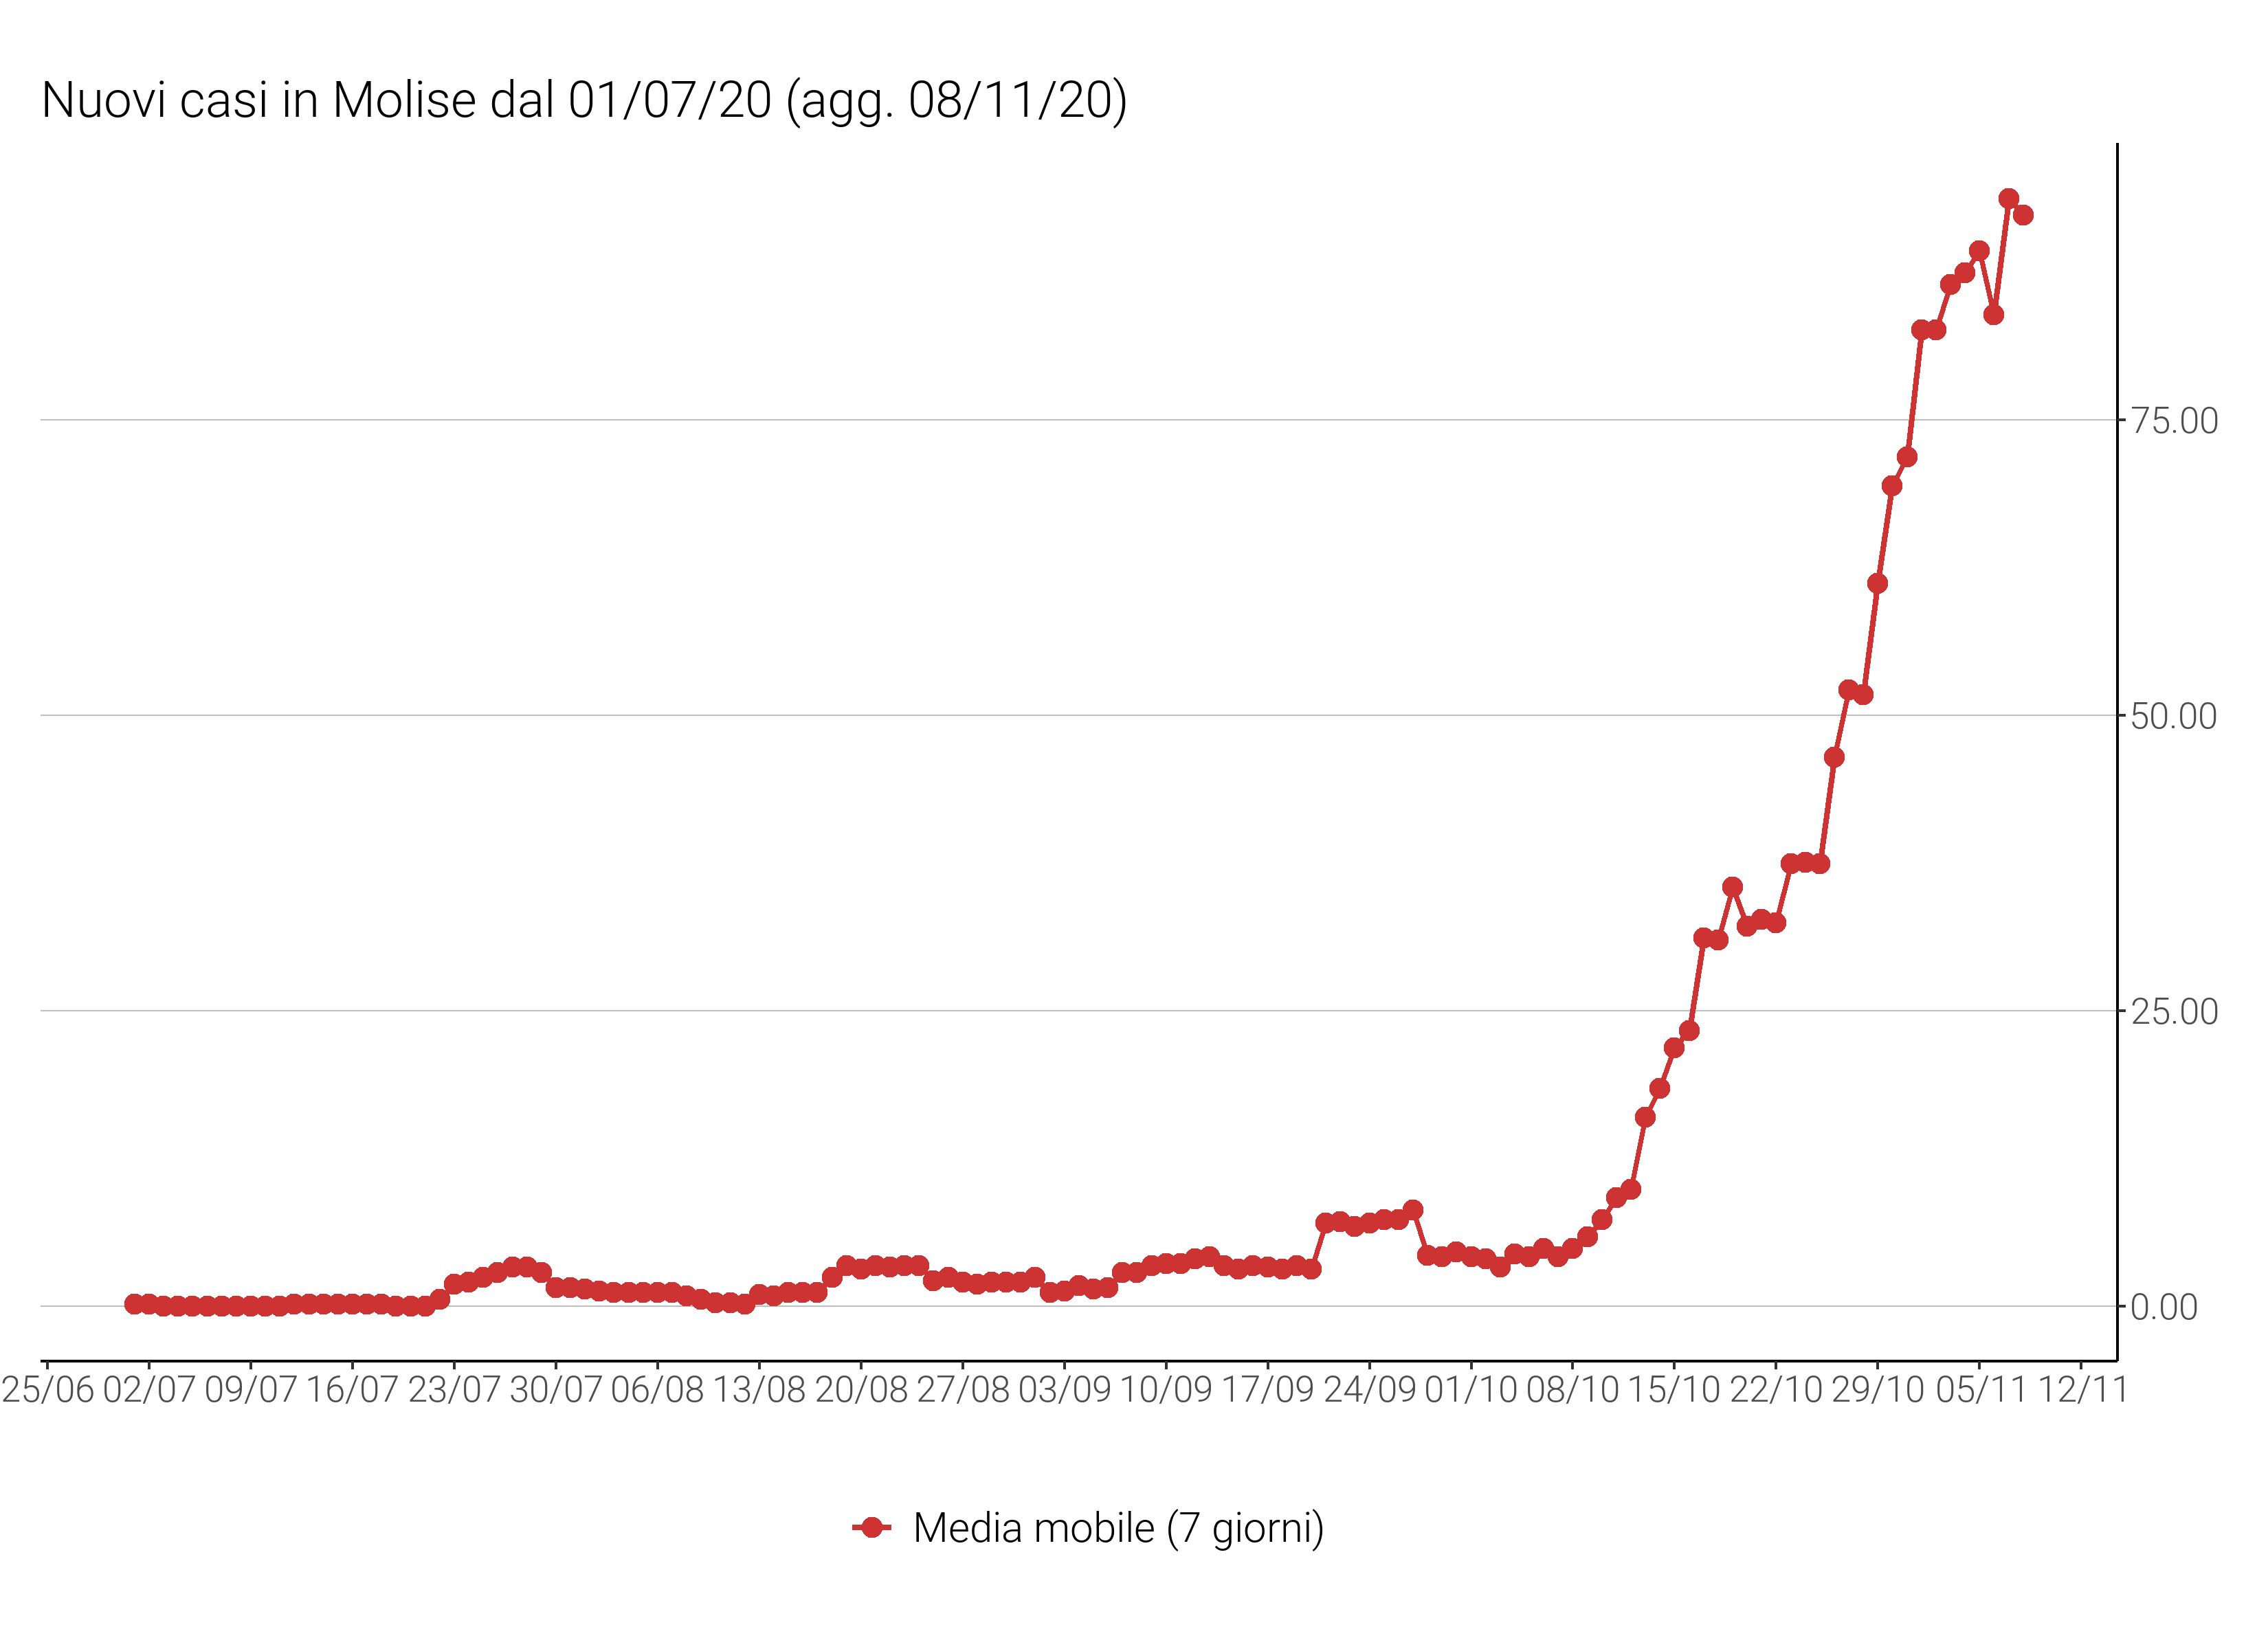 Nuovi casi in Molise dal 01/07/20 (agg. 08/11/20)
75.00
50.00
25.00
0.00
25/06 02/07 09/07 16/07 23/07 30/07 06/08 13/08 20/08 27/08 03/09 10/09 17/09 24/09 01/10 08/10 15/10 22/10 29/10 05/11 12/11
Media mobile (7 giorni)